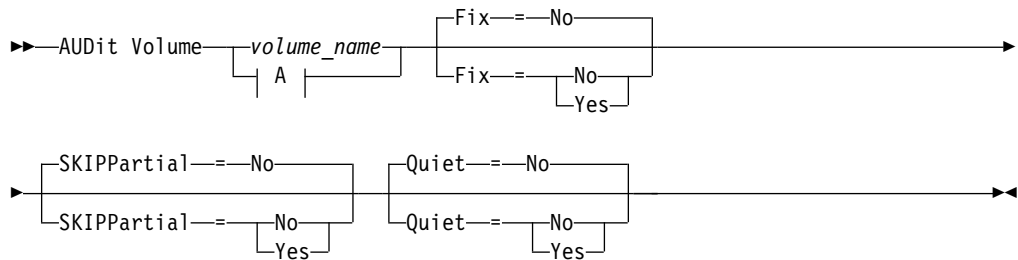 Fix = No
AUDit Volume volume_name
A Fix = No
Yes
SKIPPartial = No Quiet = No
SKIPPartial = No Quiet = No
Yes Yes